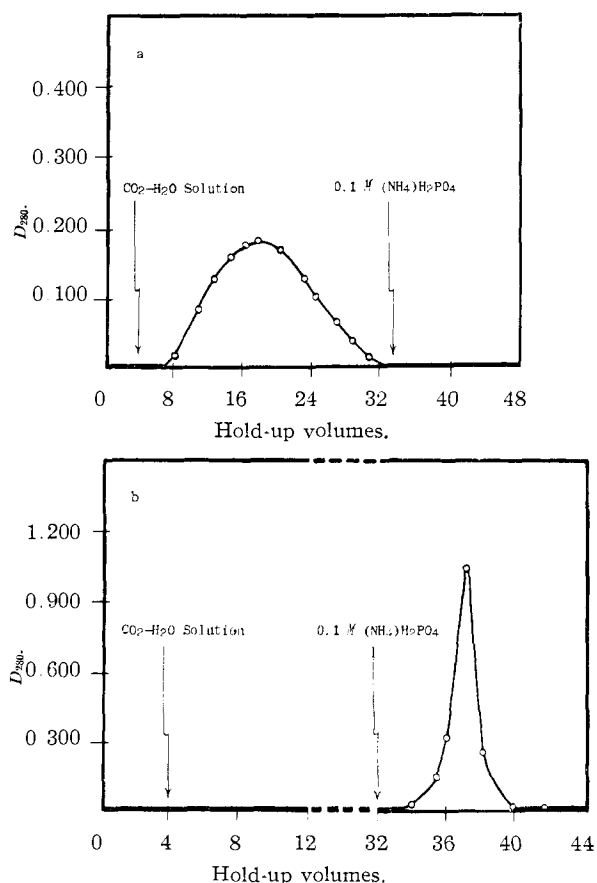 a
0.400
0.300
0.200
0.100
D280.
CO2-H2O Solution
0.1 M (NH4)H2PO4
0 8 16 24 32 40 48
Hold-up volumes.
b
1.200
0.900
0.600
0 300
D280.
CO2-H2O Solution
0.1 M (NH4)H2PO4
0 4 8 12 32 36 40 44
Hold-up volumes.